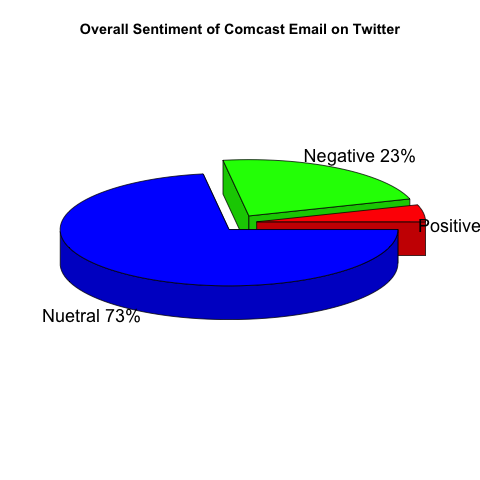 Overall Sentiment of Comcast Email on Twitter
Negative 23%
Positive
Nuetral 73%